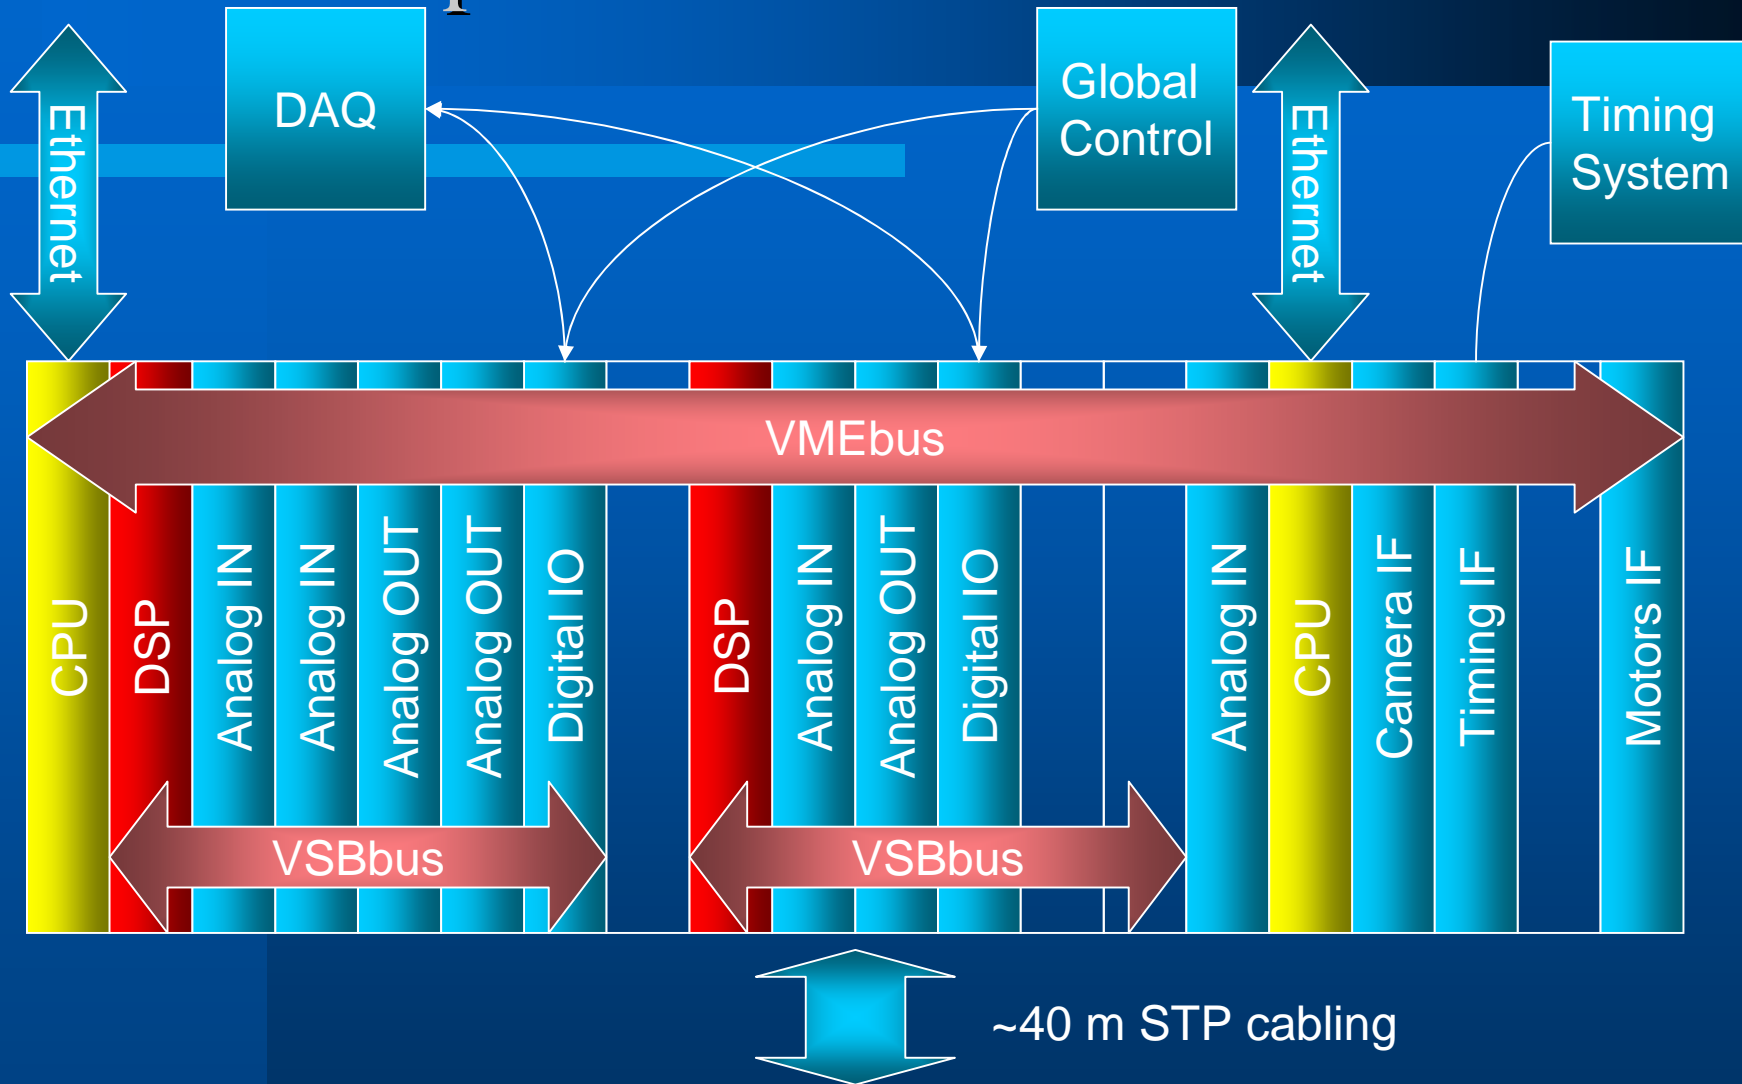 Ethernet
DAQ
Global
Control
Ethernet
Timing
System
VMEbus
CPU
DSP
Analog IN
Analog IN
Analog OUT
Analog OUT
Digital IO
DSP
Analog IN
Analog OUT
Digital IO
Analog IN
CPU
Camera IF
Timing IF
Motors IF
VSBbus
VSBbus
~40 m STP cabling